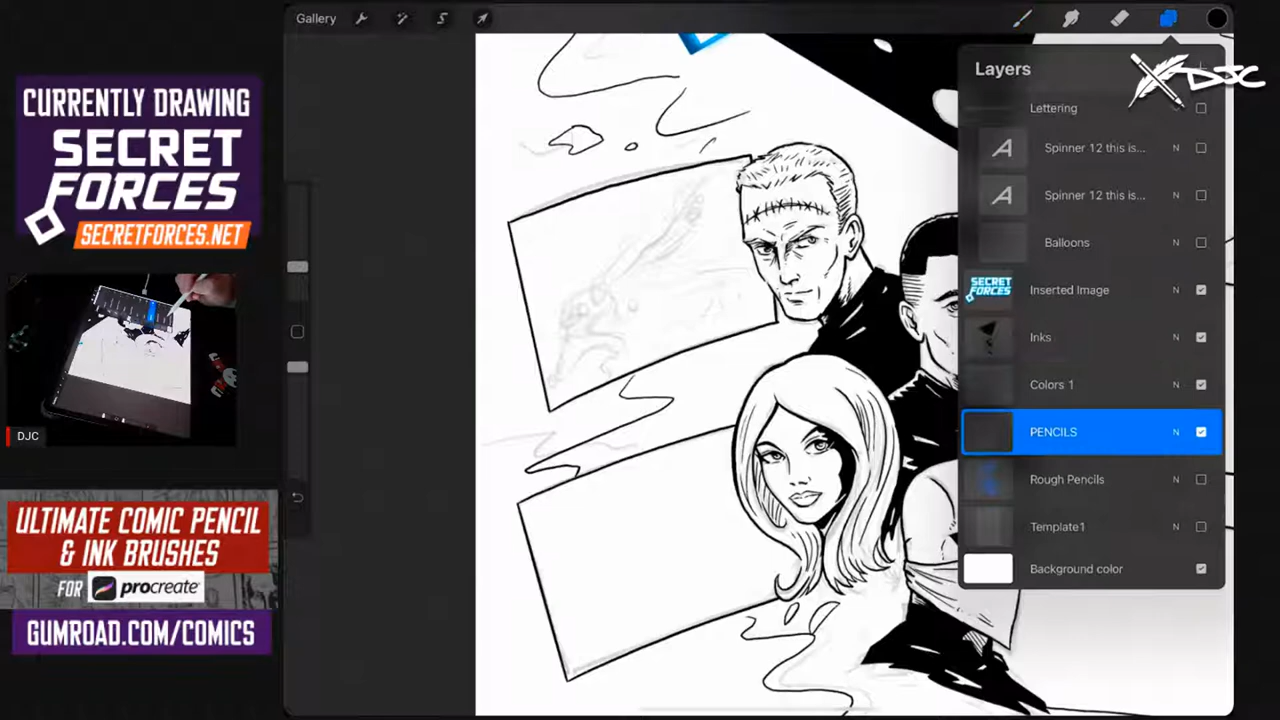 CURRENTLY DRAWING
SECRET
FORCES
SECRETFORCES.NET
DJC
ULTIMATE COMIC PENCIL
& INK BRUSHES
FOR procreate
GUMROAD.COM/COMICS
Gallery
Layers
DJC
Lettering
A Spinner 12 this is... N
A Spinner 12 this is... N
Balloons N
SECRET
FORCES
Inserted Image N
Inks N
Colors 1 N
PENCILS N
Rough Pencils N
Template1 N
Background color